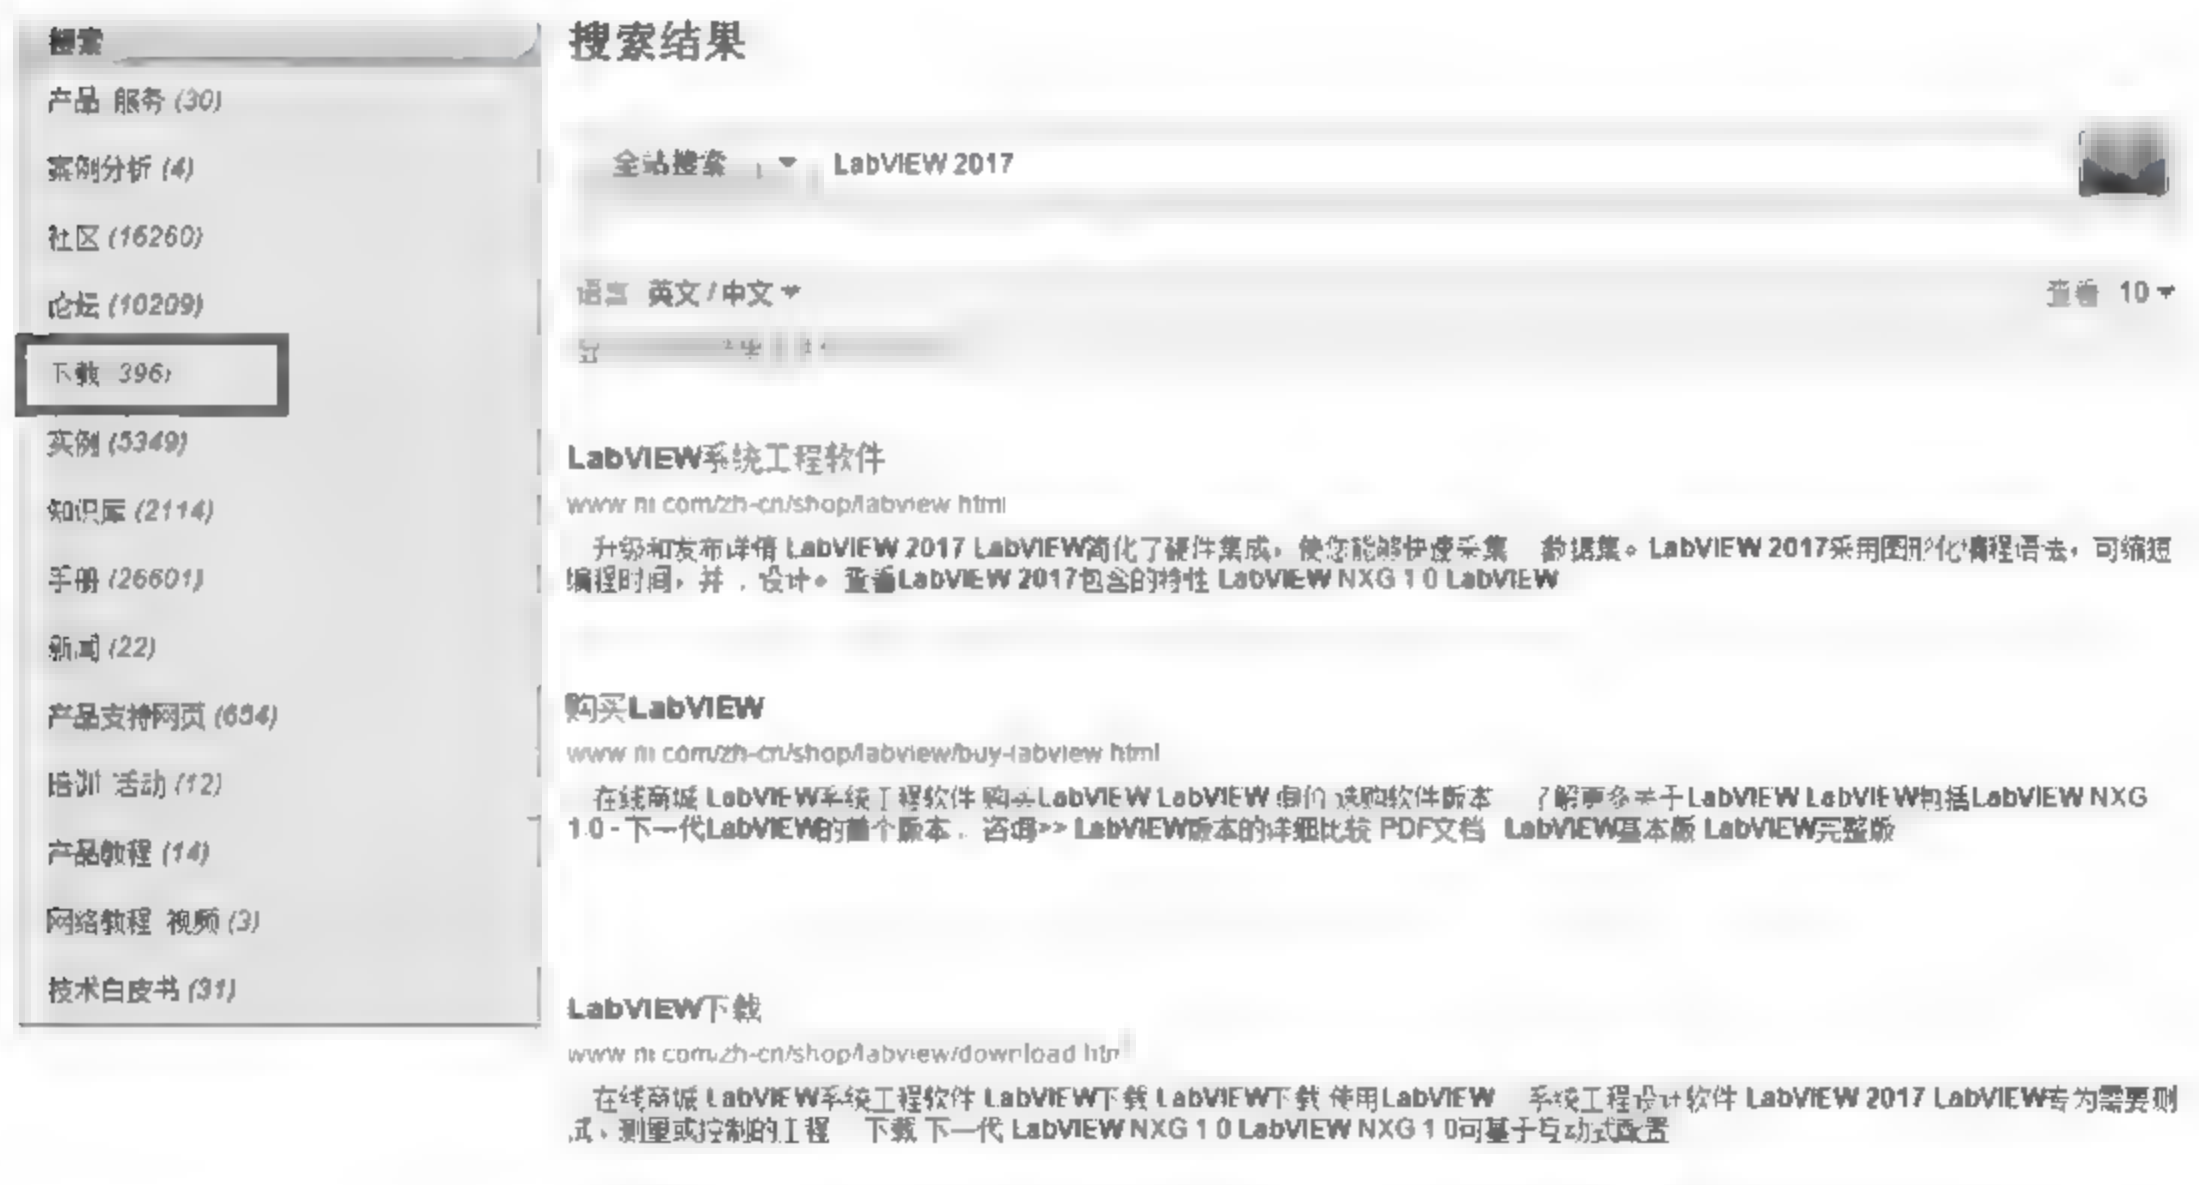 搜索
产品 服务 (30)
案例分析 (4)
社区 (16260)
论坛 (10209)
下载 396)
实例 (5349)
知识库 (2114)
手册 (26601)
新闻 (22)
产品支持网页 (654)
培训 活动 (12)
产品教程 (14)
网络教程 视频 (3)
技术白皮书 (31)
搜索结果
全站搜索 LabVIEW 2017
语言 英文 / 中文
查看 10
LabVIEW系统工程软件
www ni com/zh-cn/shop/labview html
升级和发布详情 LabVIEW 2017 LabVIEW简化了硬件集成，使您能够快速采集 数据集。LabVIEW 2017采用图形化编程语言，可缩短
编程时间，并 设计。 查看LabVIEW 2017包含的特性 LabVIEW NXG 1 0 LabVIEW
购买LabVIEW
www ni com/zh-cn/shop/labview/buy-labview html
在线商城 LabVIEW系统工程软件 购买LabVIEW LabVIEW 选购软件版本 了解更多关于LabVIEW LabVIEW包括LabVIEW NXG
1.0 - 下一代LabVIEW的首个版本 咨询>> LabVIEW版本的详细比较 PDF文档 LabVIEW基本版 LabVIEW完整版
LabVIEW下载
www ni com/zh-cn/shop/labview/download htm
在线商城 LabVIEW系统工程软件 LabVIEW下载 LabVIEW下载 使用LabVIEW 系统工程设计软件 LabVIEW 2017 LabVIEW专为需要测
试、测量或控制的工程 下载 下一代 LabVIEW NXG 1 0 LabVIEW NXG 1 0可基于互动式配置